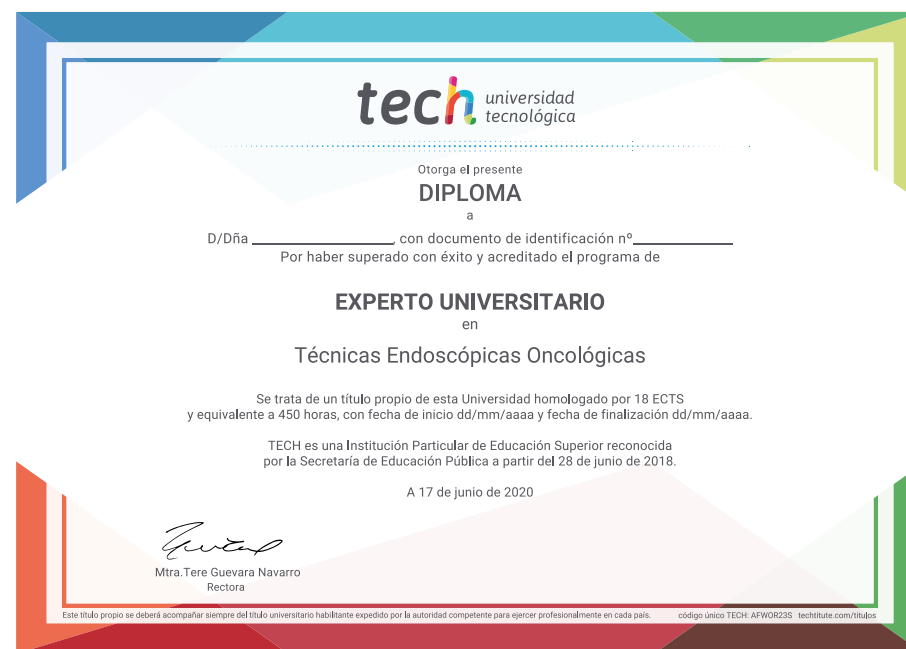 tech universidad
tecnológica
Otorga el presente
DIPLOMA
a
D/Dña ____________________, con documento de identificación nº______________
Por haber superado con éxito y acreditado el programa de
EXPERTO UNIVERSITARIO
en
Técnicas Endoscópicas Oncológicas
Se trata de un título propio de esta Universidad homologado por 18 ECTS
y equivalente a 450 horas, con fecha de inicio dd/mm/aaaa y fecha de finalización dd/mm/aaaa.
TECH es una Institución Particular de Educación Superior reconocida
por la Secretaría de Educación Pública a partir del 28 de junio de 2018.
A 17 de junio de 2020
Mtra.Tere Guevara Navarro
Rectora
Este título propio se deberá acompañar siempre del título universitario habilitante expedido por la autoridad competente para ejercer profesionalmente en cada país. código único TECH: AFWOR23S techtitute.com/titulos